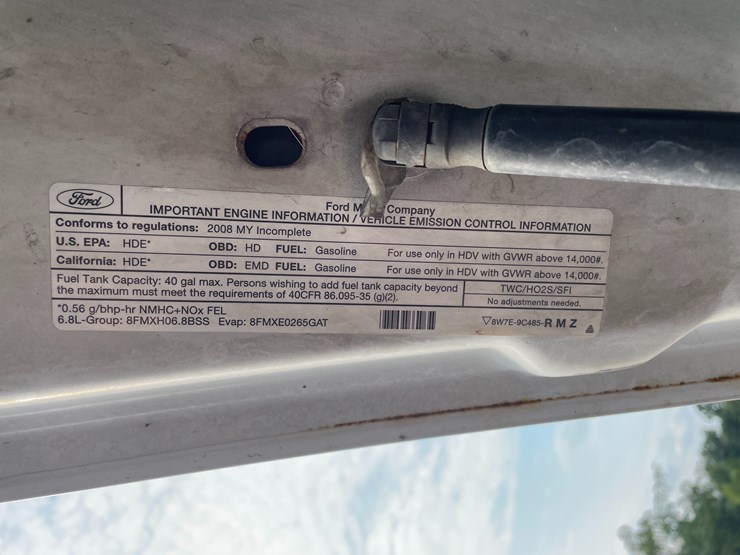 Ford
Ford M Company
IMPORTANT ENGINE INFORMATION / VEHICLE EMISSION CONTROL INFORMATION
Conforms to regulations: 2008 MY Incomplete
U.S. EPA: HDE* OBD: HD FUEL: Gasoline For use only in HDV with GVWR above 14,000#.
California: HDE* OBD: EMD FUEL: Gasoline For use only in HDV with GVWR above 14,000#.
Fuel Tank Capacity: 40 gal max. Persons wishing to add fuel tank capacity beyond
the maximum must meet the requirements of 40CFR 86.095-35 (g)(2).
TWC/HO2S/SFI
No adjustments needed.
*0.56 g/bhp-hr NMHC+NOx FEL
6.8L-Group: 8FMXH06.8BSS Evap: 8FMXE0265GAT
8W7E-9C485-RMZ